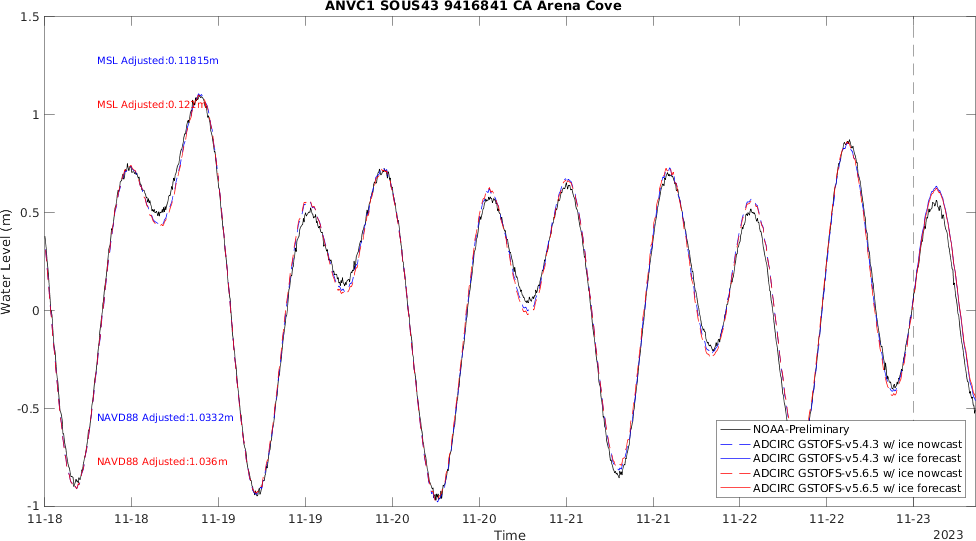 ANVC1 SOUS43 9416841 CA Arena Cove
1.5
MSL Adjusted:0.11815m
MSL Adjusted:0.121m
1
0.5
Water Level (m)
0
-0.5
NAVD88 Adjusted:1.0332m
NAVD88 Adjusted:1.036m
-1
NOAA-Preliminary
ADCIRC GSTOFS-v5.4.3 w/ ice nowcast
ADCIRC GSTOFS-v5.4.3 w/ ice forecast
ADCIRC GSTOFS-v5.6.5 w/ ice nowcast
ADCIRC GSTOFS-v5.6.5 w/ ice forecast
11-18 11-18 11-19 11-19 11-20 11-20 11-21 11-21 11-22 11-22 11-23
Time
2023